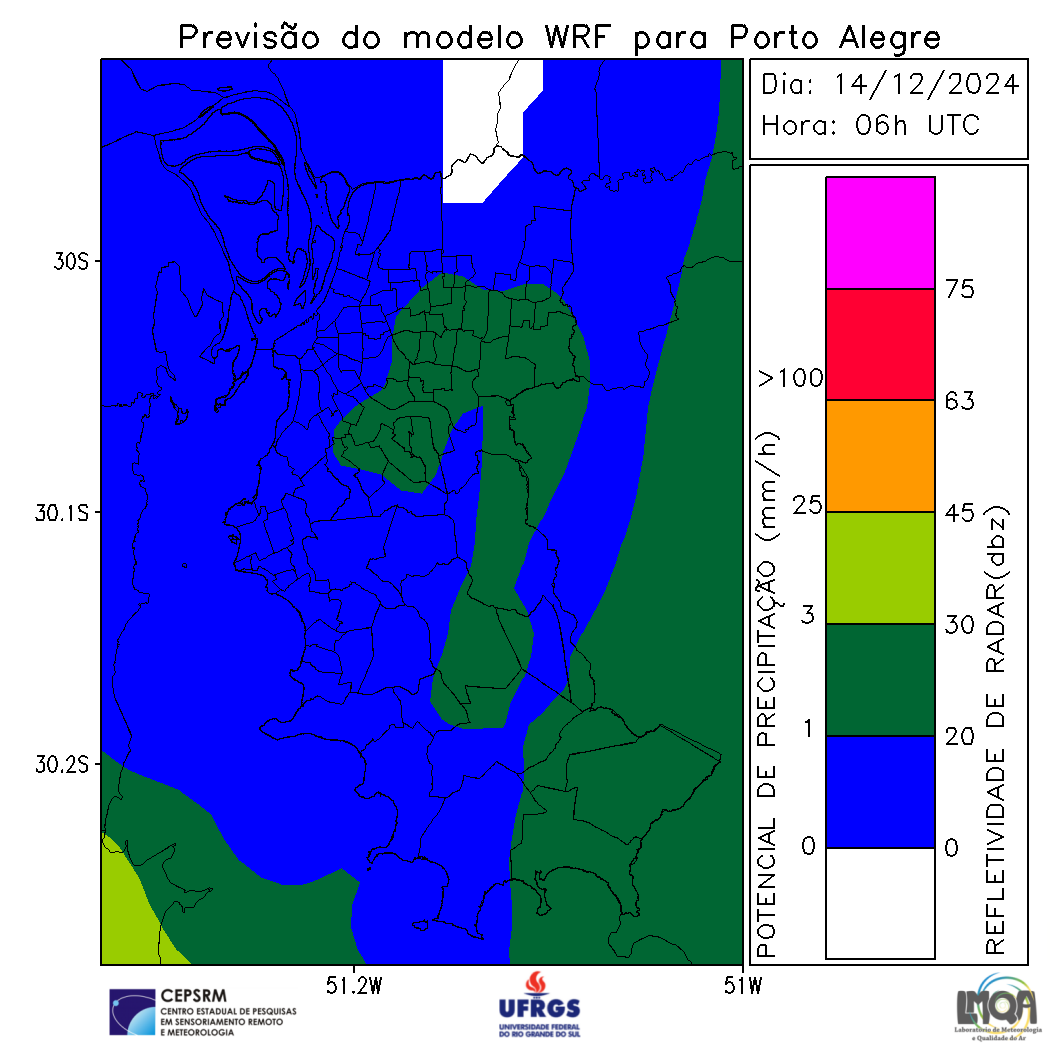 Previsão do modelo WRF para Porto Alegre
Dia: 14/12/2024
Hora: 06h UTC
30S
30.1S
30.2S
51.2W
51W
POTENCIAL DE PRECIPITAÇÃO (mm/h)
>100
25
3
1
0
75
63
45
30
20
0
REFLETIVIDADE DE RADAR(dbz)
CEPSRM
CENTRO ESTADUAL DE PESQUISAS
EM SENSORIAMENTO REMOTO
E METEOROLOGIA
UFRGS
UNIVERSIDADE FEDERAL
DO RIO GRANDE DO SUL
LMQA
Laboratório de Meteorologia
e Qualidade do Ar